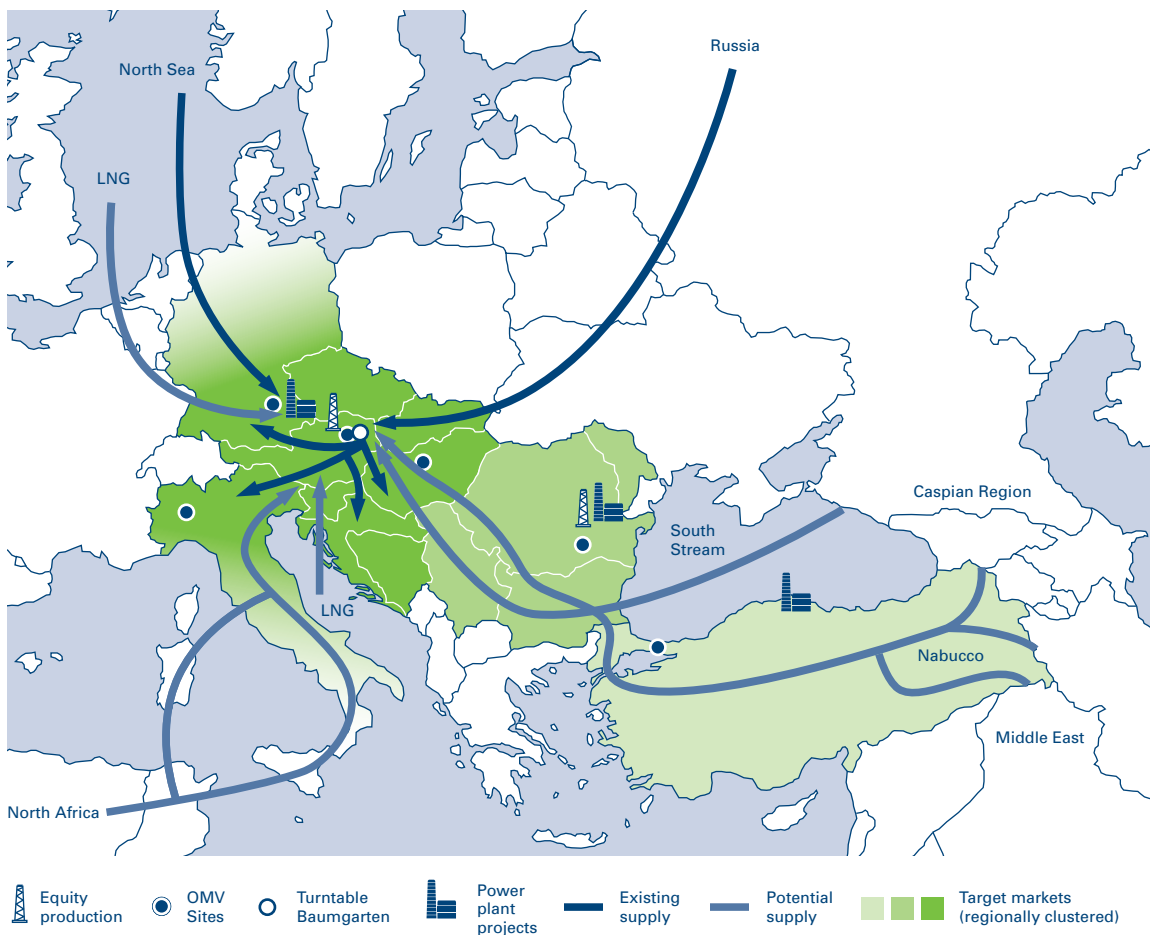 Russia
North Sea
LNG
Caspian Region
South
Stream
LNG
Nabucco
Middle East
North Africa
Equity
production
OMV
Sites
Turntable
Baumgarten
Power
plant
projects
Existing
supply
Potential
supply
Target markets
(regionally clustered)